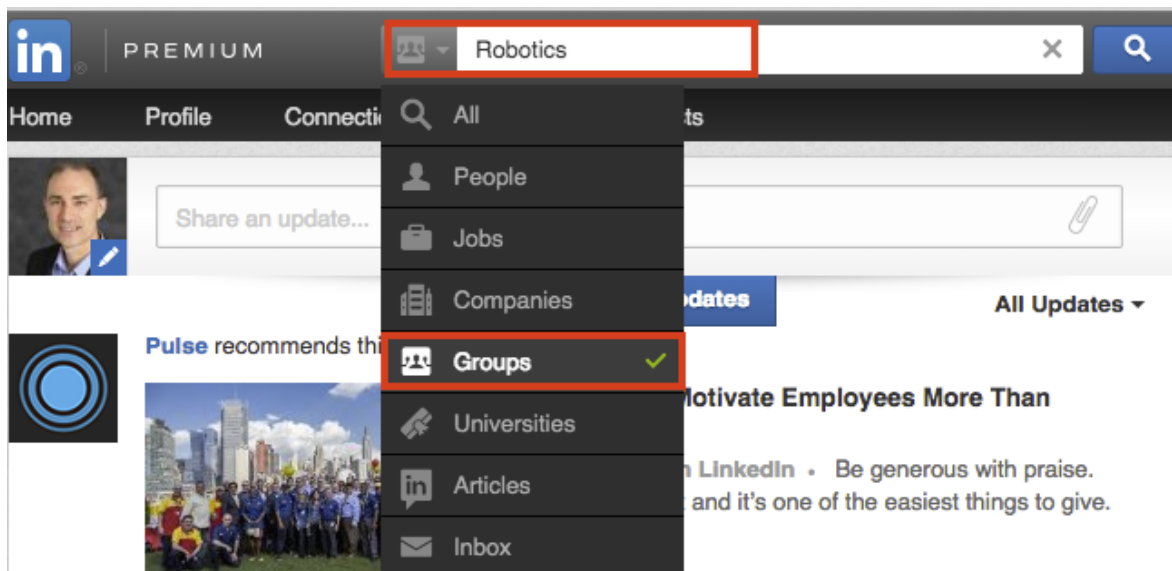 in ® PREMIUM Robotics
Home Profile Connecti ts
All
People
Share an update...
Jobs
Companies
dates
All Updates
Pulse recommends thi
Groups
Motivate Employees More Than
Universities
n LinkedIn • Be generous with praise.
in Articles
and it's one of the easiest things to give.
Inbox